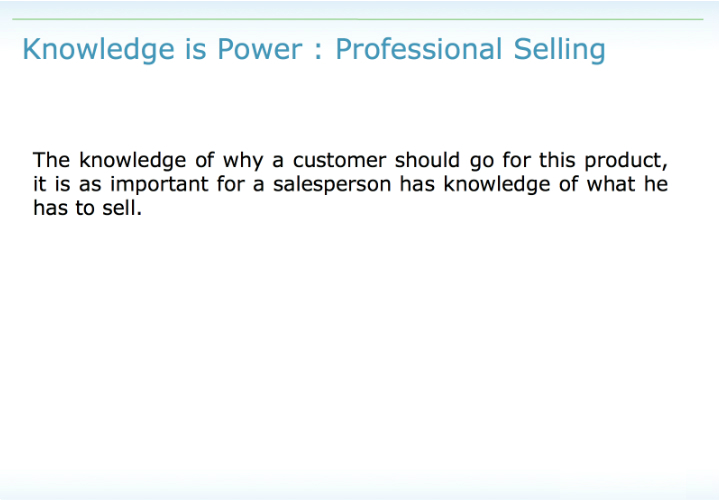 Knowledge is Power : Professional Selling
The knowledge of why a customer should go for this product,
it is as important for a salesperson has knowledge of what he
has to sell.